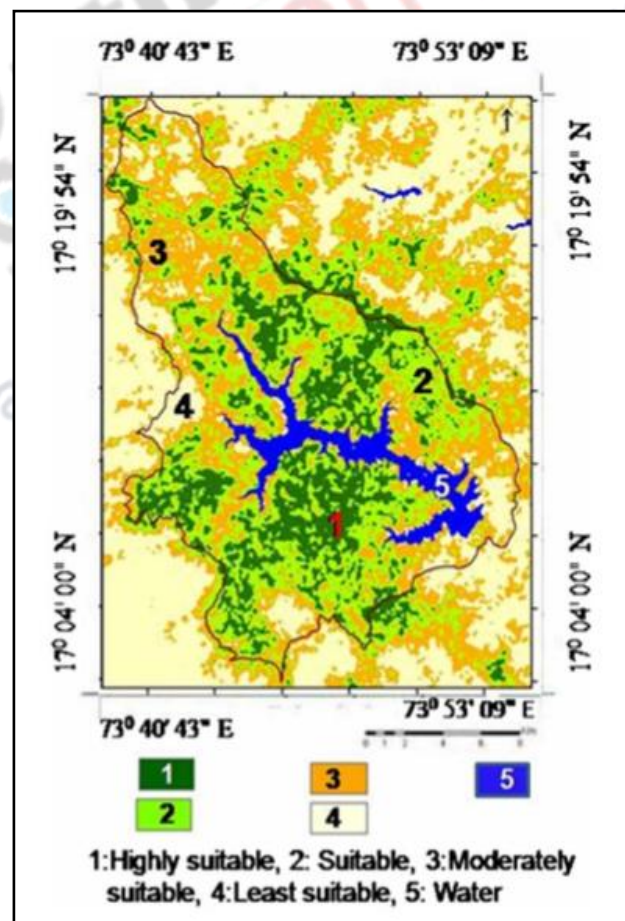 73⁰ 40′ 43″ E 73⁰ 53′ 09″ E
17⁰ 19′ 54″ N
17⁰ 19′ 54″ N
3
2
4
5
1
17⁰ 04′ 00″ N
17⁰ 04′ 00″ N
73⁰ 40′ 43″ E 73⁰ 53′ 09″ E
1 3 5
2 4
1:Highly suitable, 2: Suitable, 3:Moderately
suitable, 4:Least suitable, 5: Water